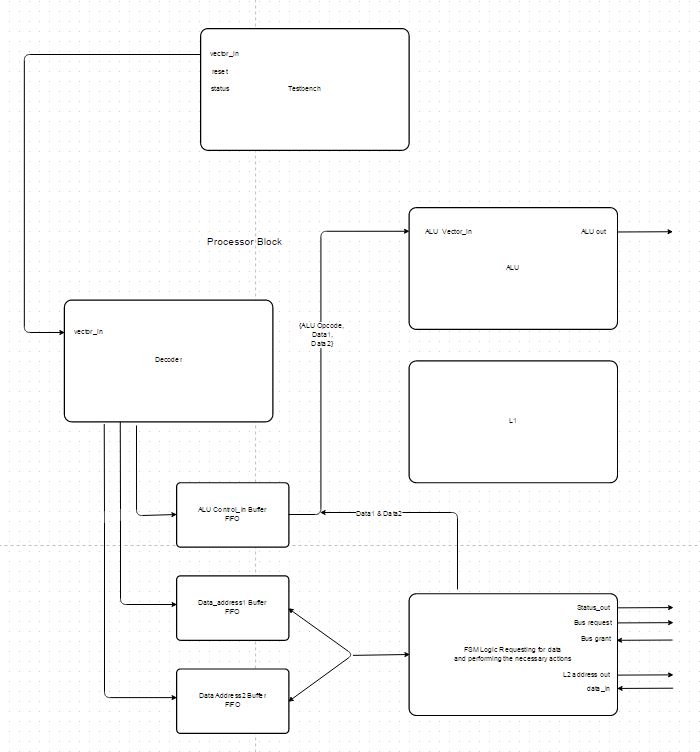 vector_in
reset
status
Testbench
Processor Block
ALU Vector_in
ALU out
ALU
{ALU Opcode,
Data1,
Data2}
vector_in
Decoder
L1
ALU Control_in Buffer
FIFO
Data1 & Data2
Data_address1 Buffer
FIFO
Status_out
Bus request
Bus grant
FSM Logic Requesting for data
and performing the necessary actions
L2 address out
data_in
Data Address2 Buffer
FIFO